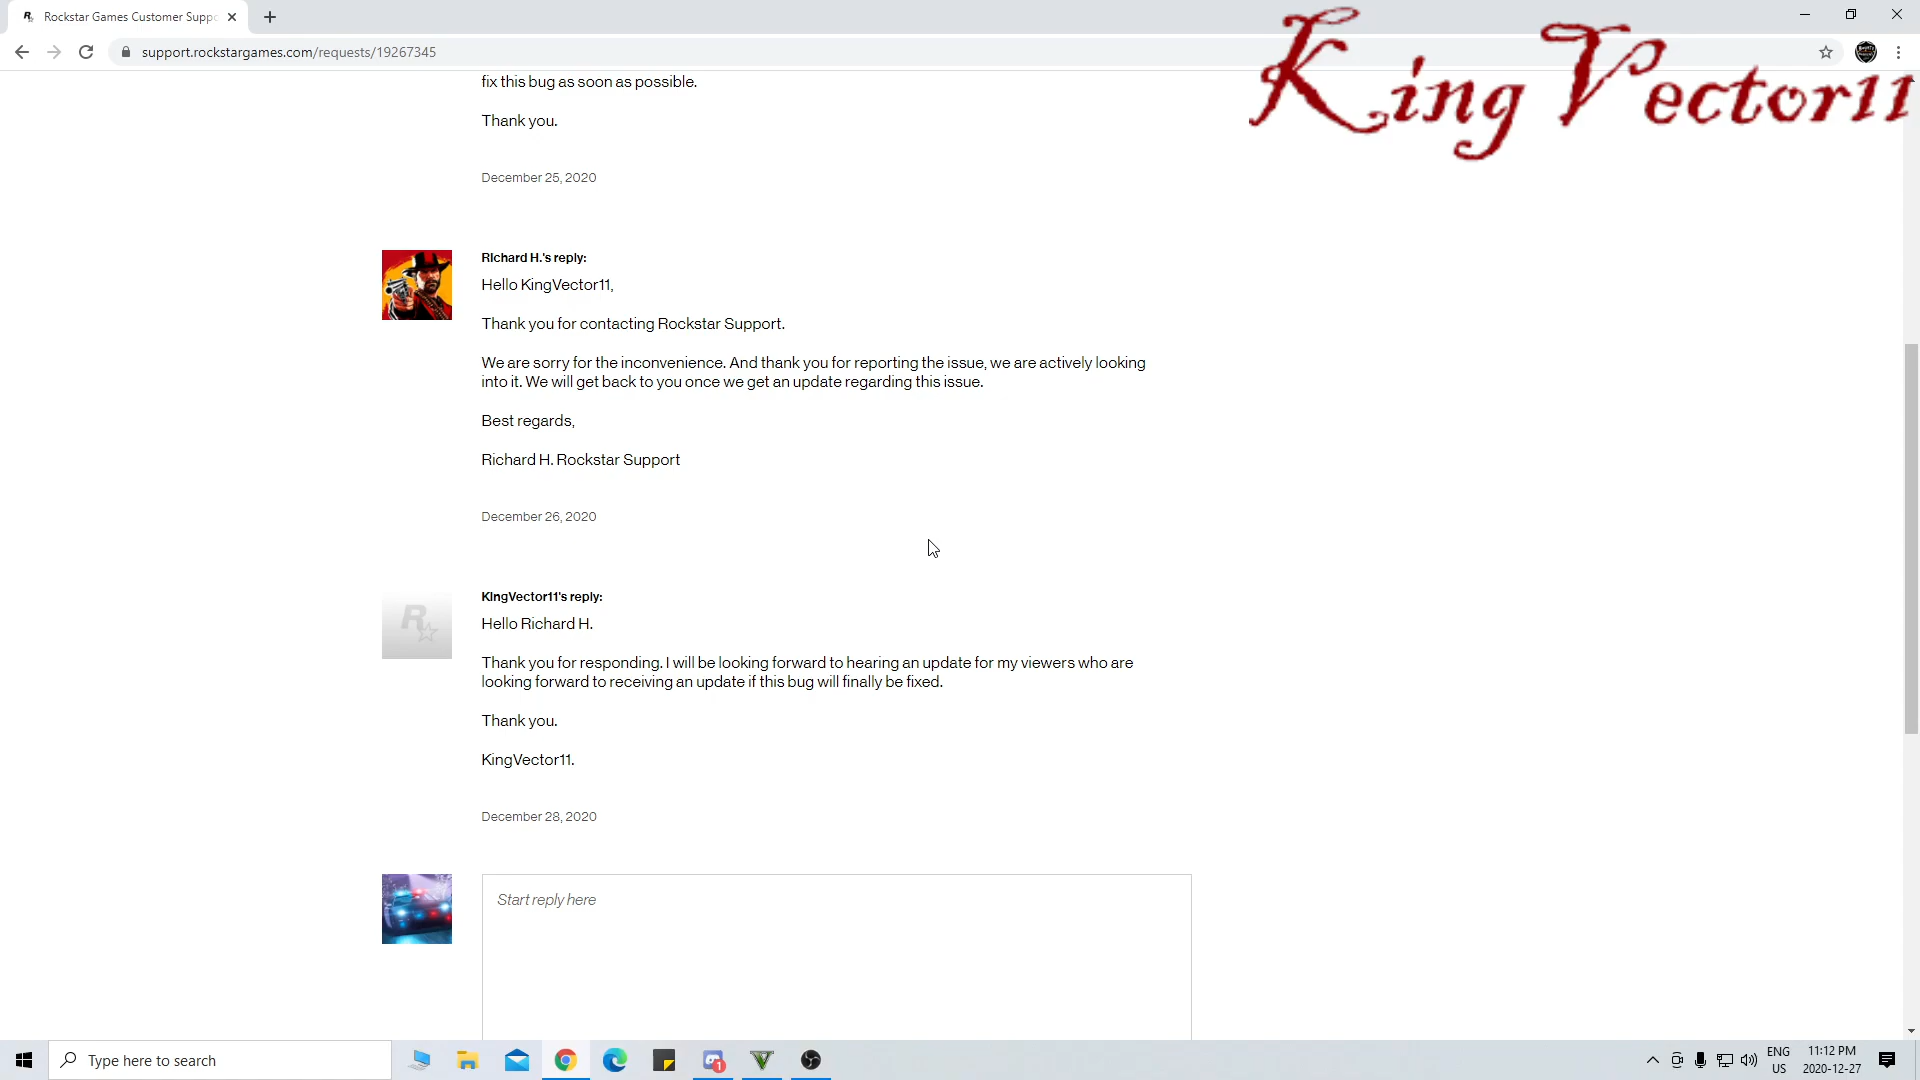 Rockstar Games Customer Suppo
support.rockstargames.com/requests/19267345
King Vector11
fix this bug as soon as possible.
Thank you.
December 25, 2020
Richard H.'s reply:
Hello KingVector11,
Thank you for contacting Rockstar Support.
We are sorry for the inconvenience. And thank you for reporting the issue, we are actively looking
into it. We will get back to you once we get an update regarding this issue.
Best regards,
Richard H. Rockstar Support
December 26, 2020
KingVector11's reply:
Hello Richard H.
Thank you for responding. I will be looking forward to hearing an update for my viewers who are
looking forward to receiving an update if this bug will finally be fixed.
Thank you.
KingVector11.
December 28, 2020
Start reply here
Type here to search
1
ENG
US
11:12 PM
2020-12-27